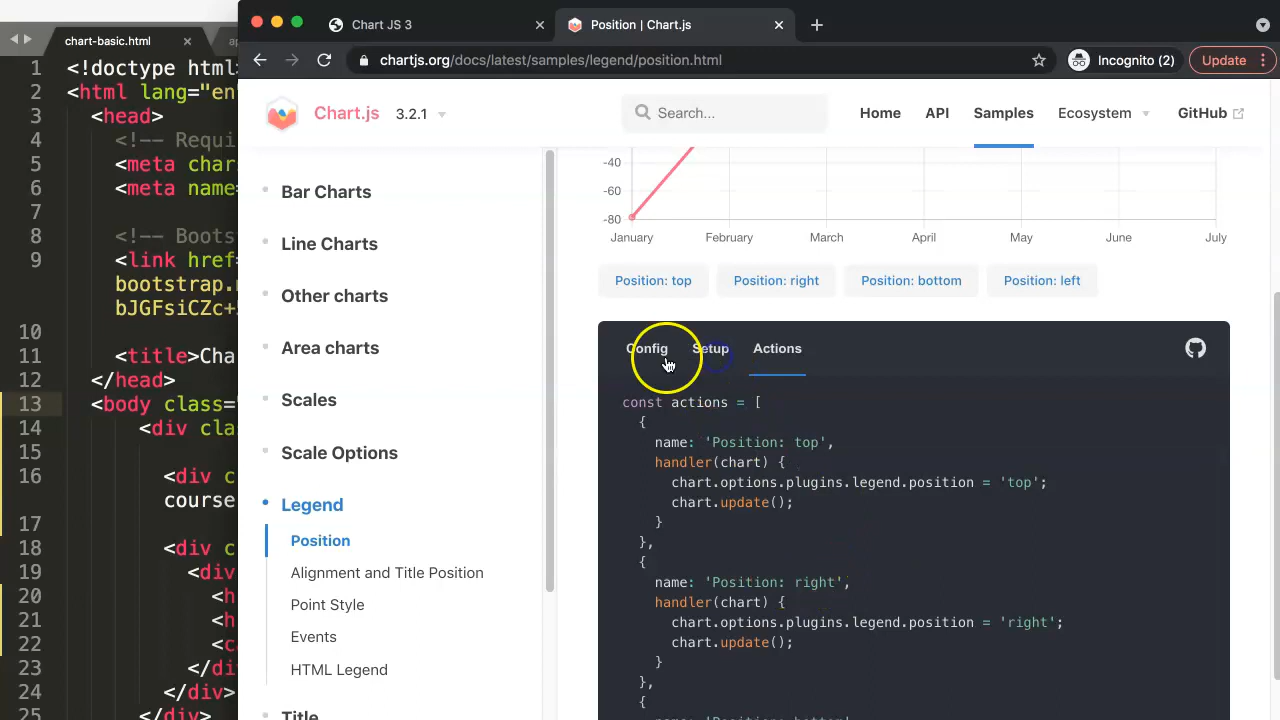 Chart JS 3
Position | Chart.js
chart-basic.html
chartjs.org/docs/latest/samples/legend/position.html
Incognito (2)
Update
Chart.js
3.2.1
Search...
Home
API
Samples
Ecosystem
GitHub
1 <!doctype html>
2 <html lang="en
3 <head>
4 <!-- Requi
5 <meta char
6 <meta name=
7
8 <!-- Boots
9 <link href=
bootstrap.
bJGFsiCZc+
10
11 <title>Cha
12 </head>
13 <body class="
14 <div cla
15
16 <div c
course
17
18 <div c
19 <div
20 <h
21 <h
22 <c
23 </di
24 </div>
25 </div>
Bar Charts
Line Charts
Other charts
Area charts
Scales
Scale Options
Legend
Position
Alignment and Title Position
Point Style
Events
HTML Legend
Title
-40
-60
-80
January February March April May June July
Position: top
Position: right
Position: bottom
Position: left
Config
Setup
Actions
const actions = [
{
name: 'Position: top',
handler(chart) {
chart.options.plugins.legend.position = 'top';
chart.update();
}
},
{
name: 'Position: right',
handler(chart) {
chart.options.plugins.legend.position = 'right';
chart.update();
}
},
{
name: 'Position: bottom'